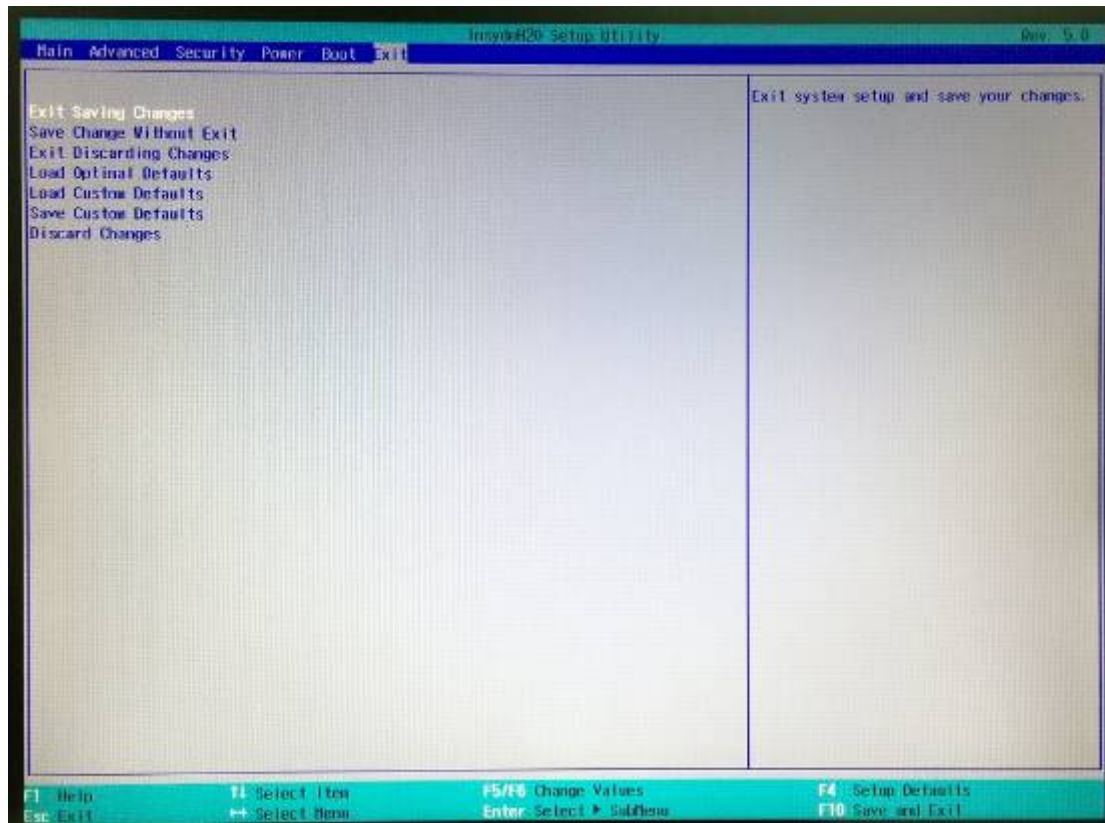 InsydeH20 Setup Utility Rev. 5.0
Main Advanced Security Power Boot Exit
Exit Saving Changes
Exit system setup and save your changes.
Save Change Without Exit
Exit Discarding Changes
Load Optimal Defaults
Load Custom Defaults
Save Custom Defaults
Discard Changes
F1 Help ↑↓ Select Item F5/F6 Change Values F4 Setup Defaults
Esc Exit ↔ Select Menu Enter Select ▶ SubMenu F10 Save and Exit